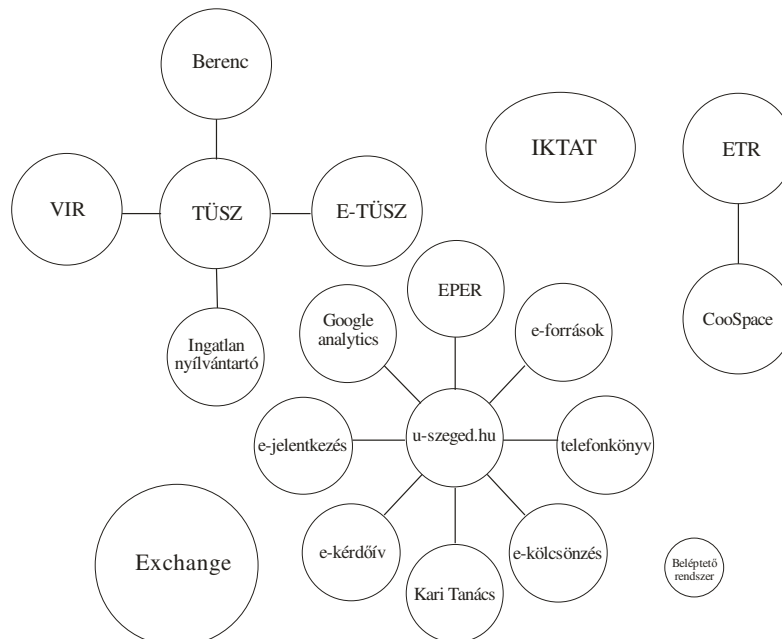 Berenc
IKTAT
ETR
VIR
TÜSZ
E-TÜSZ
EPER
Google
analytics
e-források
CooSpace
Ingatlan
nyílvántartó
e-jelentkezés
u-szeged.hu
telefonkönyv
Exchange
e-kérdőív
Kari Tanács
e-kölcsönzés
Beléptető
rendszer